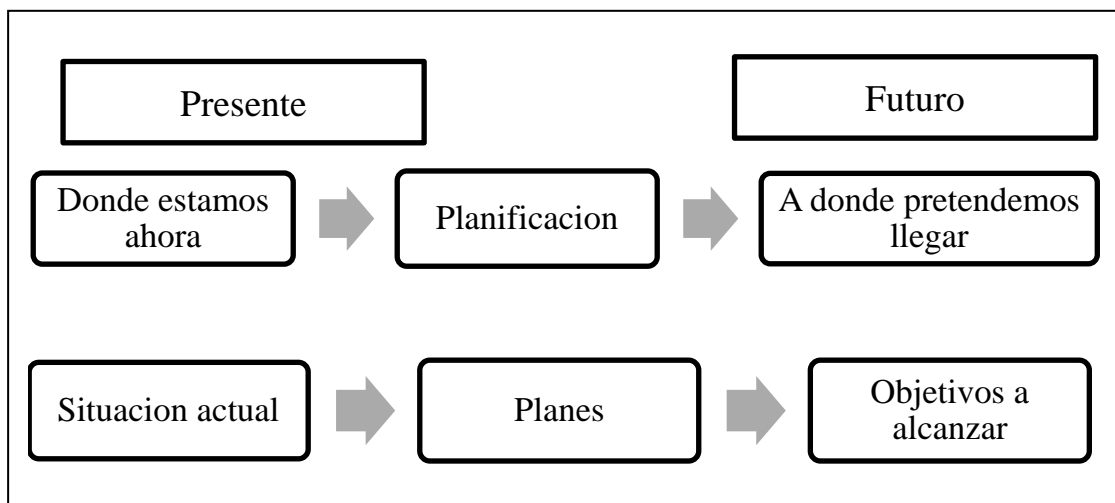 Presente
Futuro
Donde estamos
ahora
Planificacion
A donde pretendemos
llegar
Situacion actual
Planes
Objetivos a
alcanzar